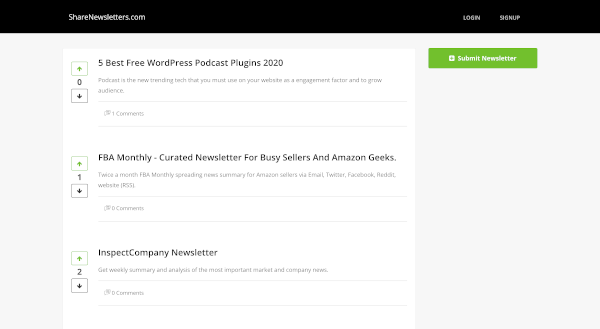 ShareNewsletters.com
LOGIN
SIGNUP
5 Best Free WordPress Podcast Plugins 2020
Podcast is the new trending tech that you must use on your website as a engagement factor and to grow
audience.
0
1 Comments
Submit Newsletter
FBA Monthly - Curated Newsletter For Busy Sellers And Amazon Geeks.
Twice a month FBA Monthly spreading news summary for Amazon sellers via Email, Twitter, Facebook, Reddit,
website (RSS).
1
0 Comments
InspectCompany Newsletter
Get weekly summary and analysis of the most important market and company news.
2
0 Comments